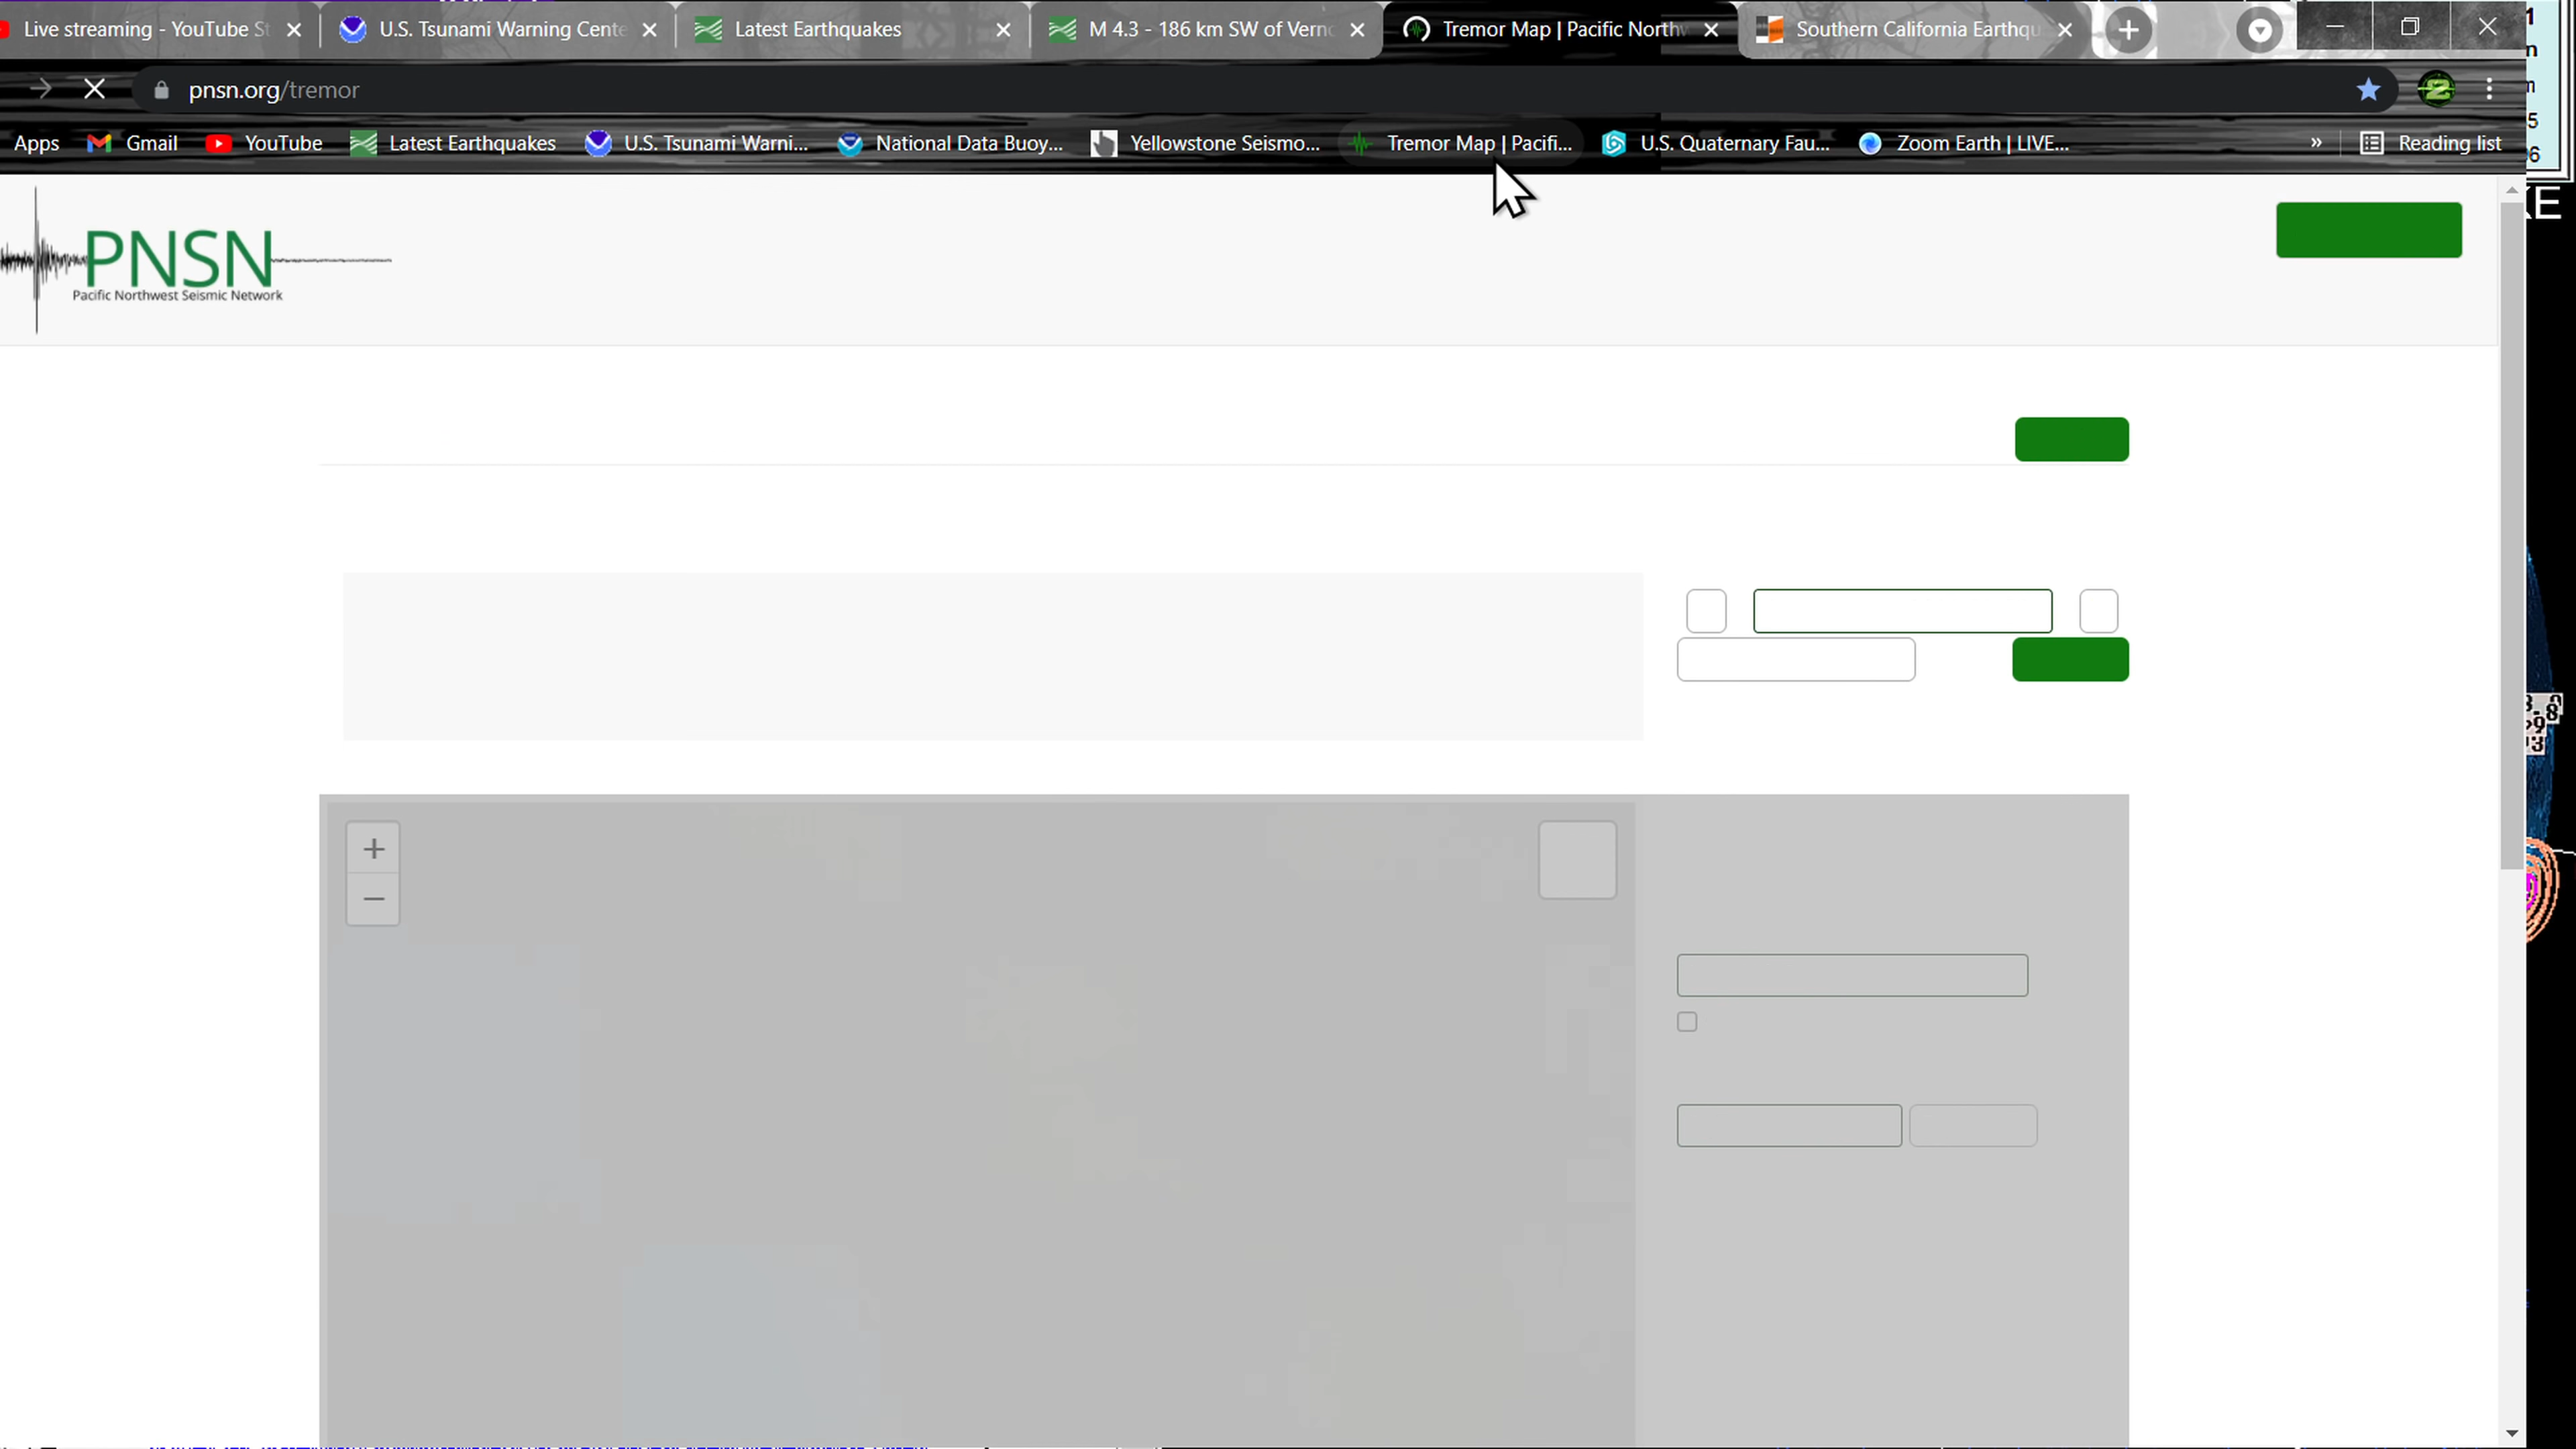 Live streaming - YouTube St
U.S. Tsunami Warning Cente
Latest Earthquakes
M 4.3 - 186 km SW of Verno
Tremor Map | Pacific Northw
Southern California Earthqu
pnsn.org/tremor
Apps
Gmail
YouTube
Latest Earthquakes
U.S. Tsunami Warni...
National Data Buoy...
Yellowstone Seismo...
Tremor Map | Pacifi...
U.S. Quaternary Fau...
Zoom Earth | LIVE...
»
Reading list
PNSN
Pacific Northwest Seismic Network
+
−